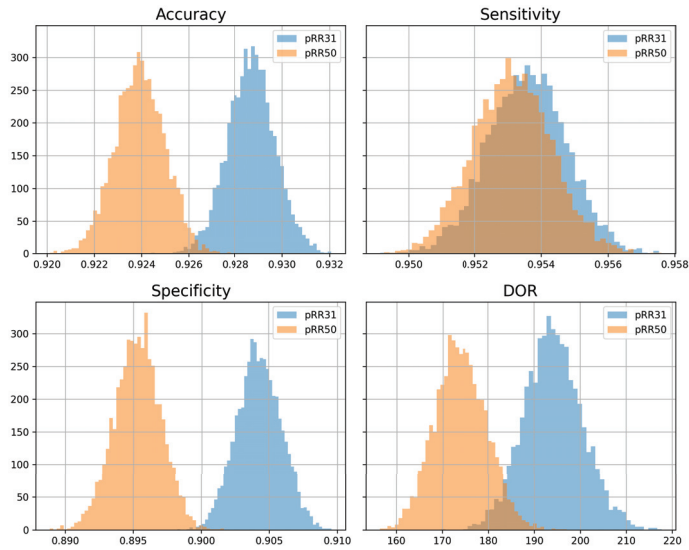 Accuracy
pRR31
pRR50
300
250
200
150
100
50
0
0.920 0.922 0.924 0.926 0.928 0.930 0.932
Sensitivity
pRR31
pRR50
0.950 0.952 0.954 0.956 0.958
Specificity
pRR31
pRR50
300
250
200
150
100
50
0
0.890 0.895 0.900 0.905 0.910
DOR
pRR31
pRR50
160 170 180 190 200 210 220